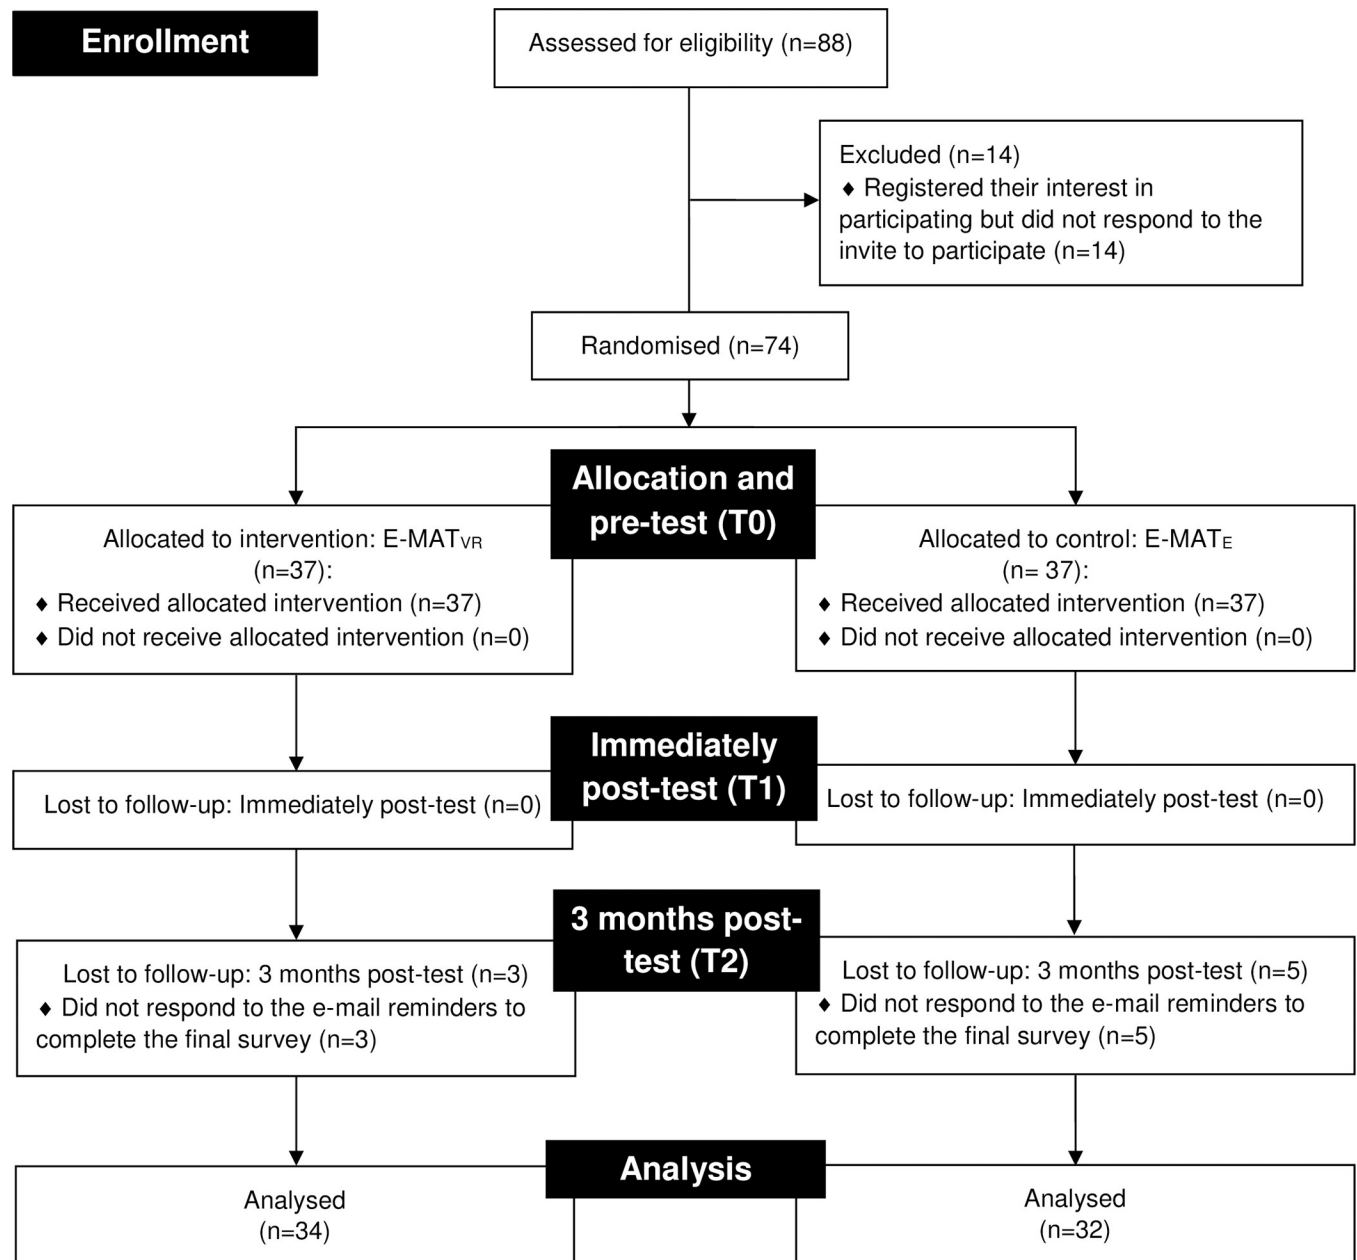 Enrollment
Assessed for eligibility (n=88)
Excluded (n=14)
♦ Registered their interest in
participating but did not respond to the
invite to participate (n=14)
Randomised (n=74)
Allocation and
pre-test (T0)
Allocated to intervention: E-MATVR
(n=37):
♦ Received allocated intervention (n=37)
♦ Did not receive allocated intervention (n=0)
Allocated to control: E-MATE
(n= 37):
♦ Received allocated intervention (n=37)
♦ Did not receive allocated intervention (n=0)
Immediately
post-test (T1)
Lost to follow-up: Immediately post-test (n=0)
Lost to follow-up: Immediately post-test (n=0)
3 months post-
test (T2)
Lost to follow-up: 3 months post-test (n=3)
♦ Did not respond to the e-mail reminders to
complete the final survey (n=3)
Lost to follow-up: 3 months post-test (n=5)
♦ Did not respond to the e-mail reminders to
complete the final survey (n=5)
Analysis
Analysed
(n=34)
Analysed
(n=32)